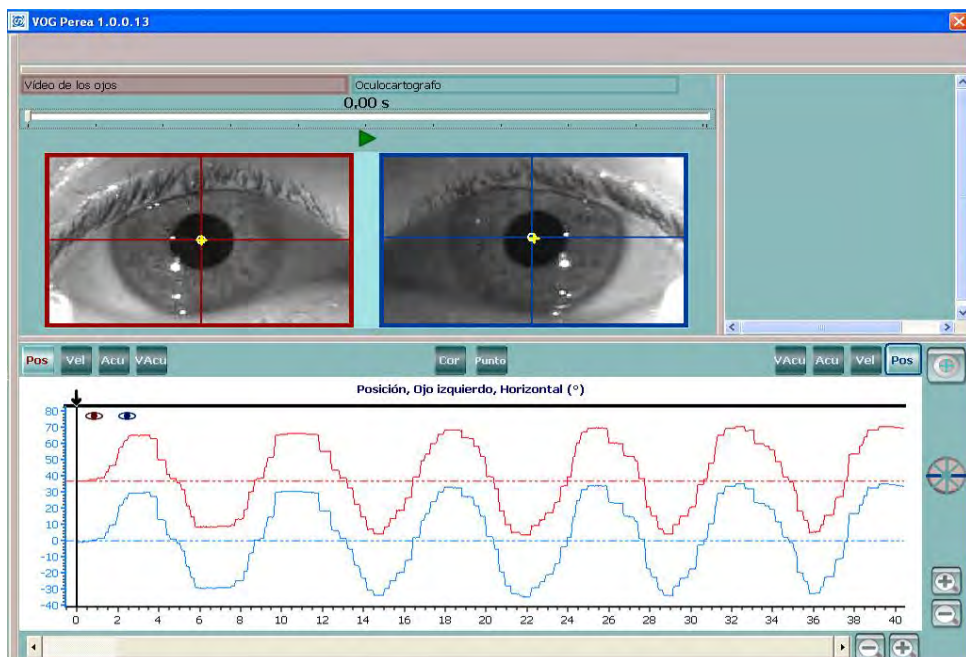 VOG Perea 1.0.0.13
Vídeo de los ojos Oculocartografo
0,00 s
Pos Vel Acu VAcu Cor Punto VAcu Acu Vel Pos
Posición, Ojo izquierdo, Horizontal (°)
80
70
60
50
40
30
20
10
0
-10
-20
-30
-40
0 2 4 6 8 10 12 14 16 18 20 22 24 26 28 30 32 34 36 38 40